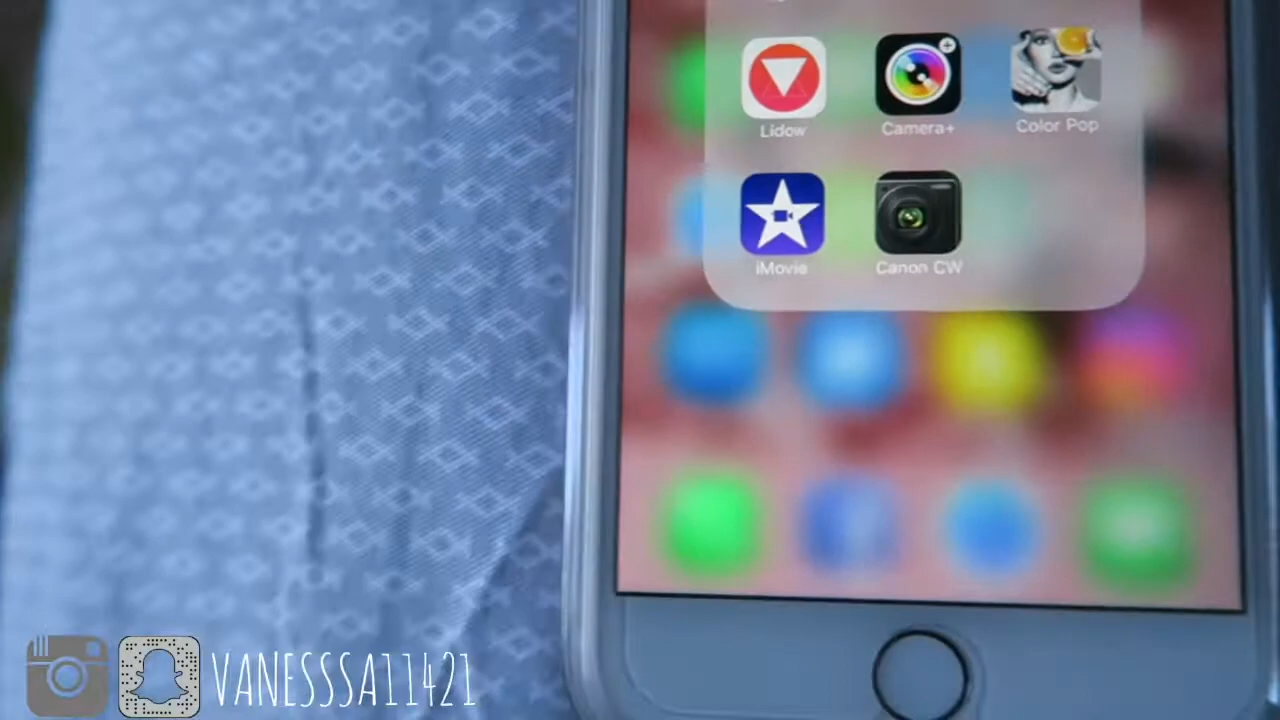 Lidow
Camera+
Color Pop
iMovie
Canon CW
VANESSSA11421